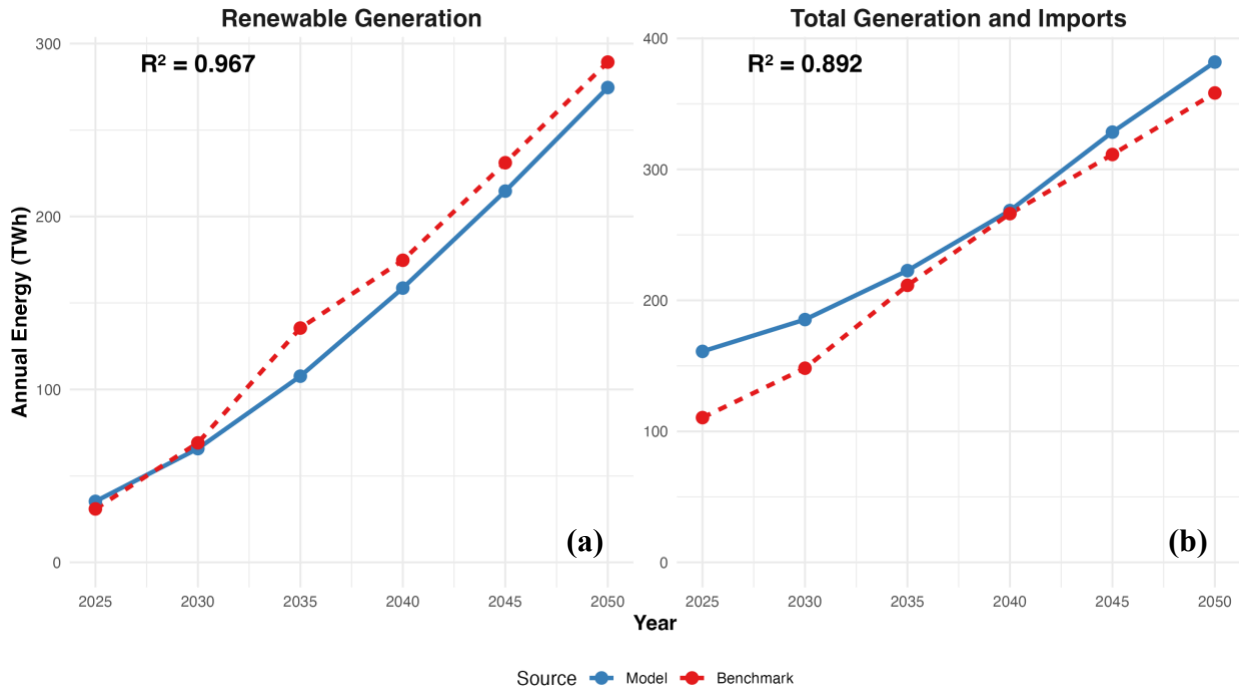 Renewable Generation
Total Generation and Imports
R² = 0.967
R² = 0.892
Annual Energy (TWh)
300
200
100
0
400
300
200
100
0
(a)
(b)
2025 2030 2035 2040 2045 2050
2025 2030 2035 2040 2045 2050
Year
Source Model Benchmark